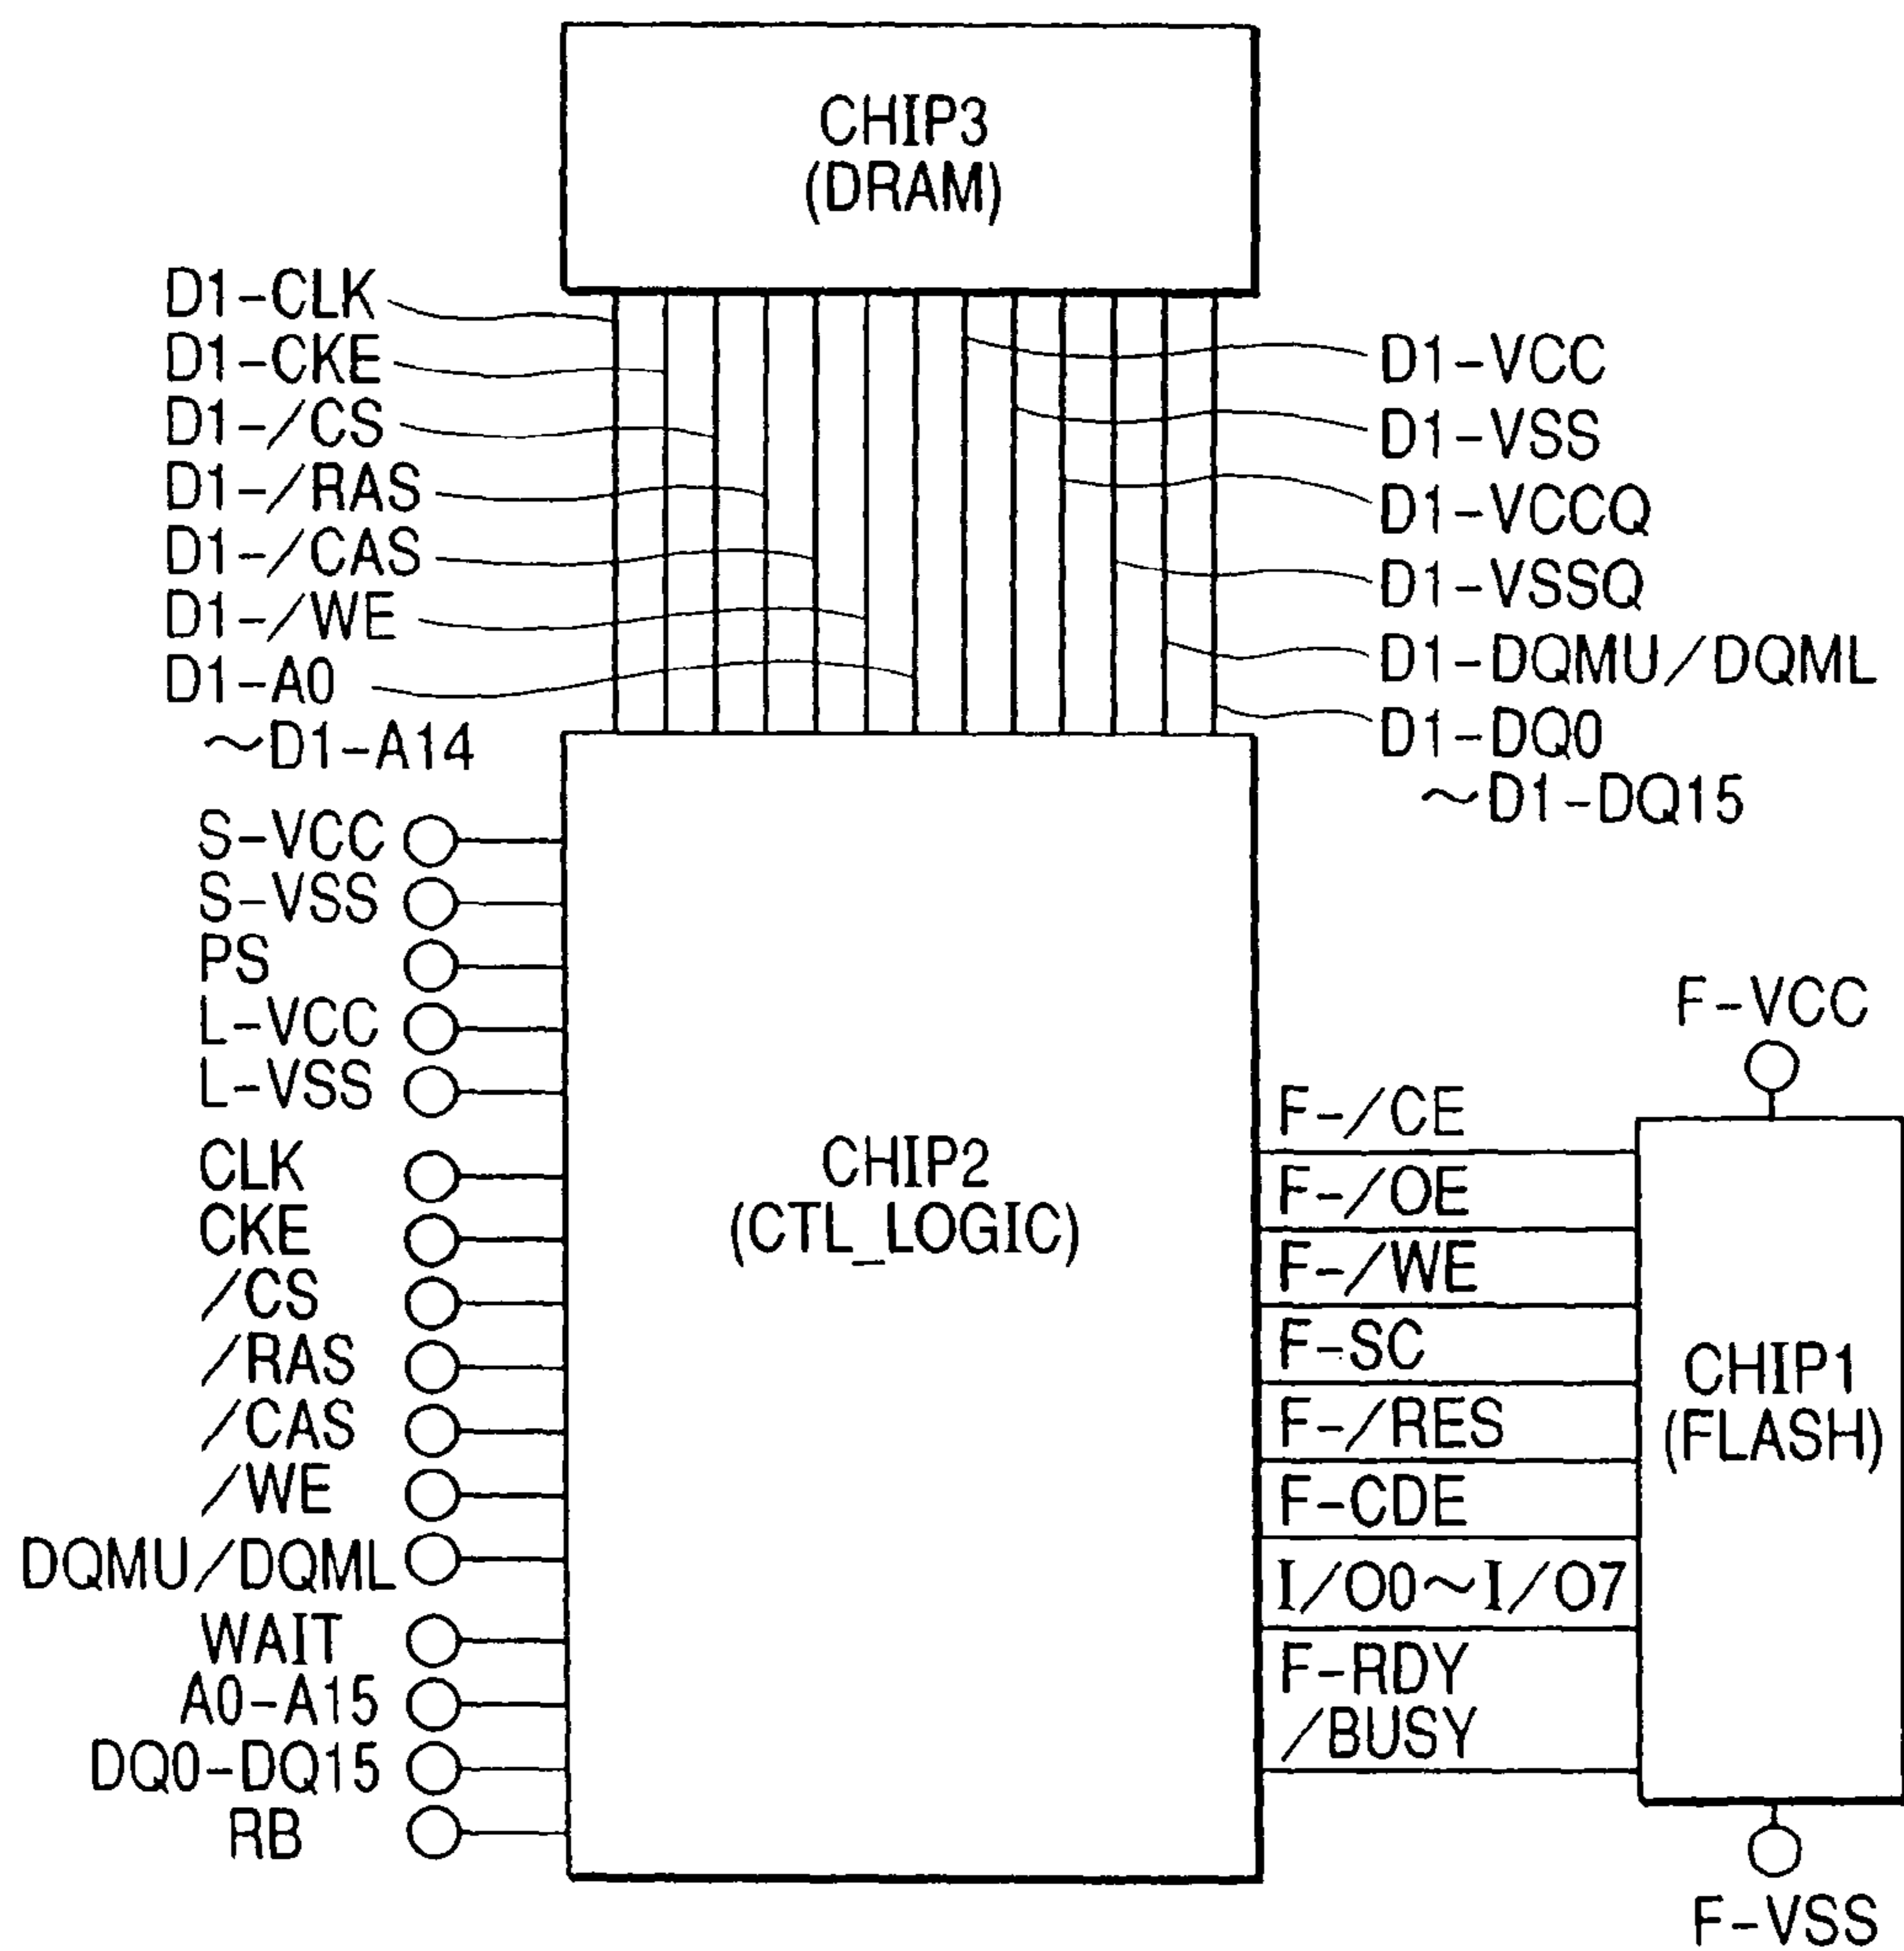 CHIP3
(DRAM)
D1-CLK
D1-CKE
D1-/CS
D1-/RAS
D1-/CAS
D1-/WE
D1-A0
~D1-A14
D1-VCC
D1-VSS
D1-VCCQ
D1-VSSQ
D1-DQMU/DQML
D1-DQ0
~D1-DQ15
S-VCC
S-VSS
PS
L-VCC
L-VSS
CLK
CKE
/CS
/RAS
/CAS
/WE
DQMU/DQML
WAIT
A0-A15
DQ0-DQ15
RB
CHIP2
(CTL_LOGIC)
F-/CE
F-/OE
F-/WE
F-SC
F-/RES
F-CDE
I/O0~I/O7
F-RDY
/BUSY
F-VCC
CHIP1
(FLASH)
F-VSS